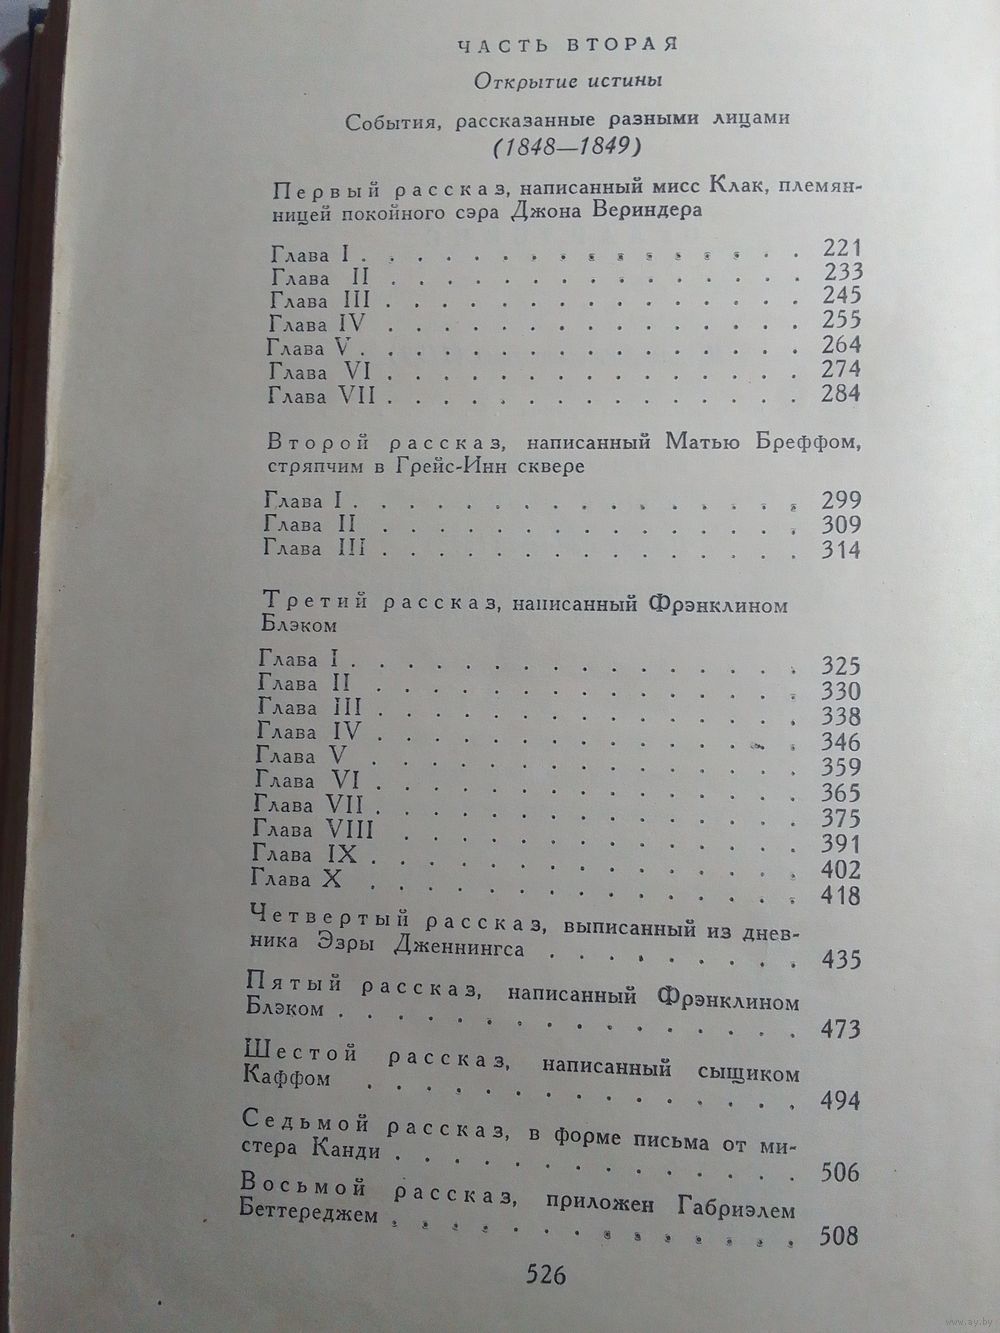 ЧАСТЬ ВТОРАЯ
Открытие истины
События, рассказанные разными лицами
(1848—1849)
Первый рассказ, написанный мисс Клак, племян-
ницей покойного сэра Джона Вериндера
Глава I . . . . . . . . . . . . . . . . 221
Глава II . . . . . . . . . . . . . . . 233
Глава III . . . . . . . . . . . . . . . 245
Глава IV . . . . . . . . . . . . . . . 255
Глава V . . . . . . . . . . . . . . . . 264
Глава VI . . . . . . . . . . . . . . . 274
Глава VII . . . . . . . . . . . . . . . 284
Второй рассказ, написанный Матью Бреффом,
стряпчим в Грейс-Инн сквере
Глава I . . . . . . . . . . . . . . . . 299
Глава II . . . . . . . . . . . . . . . 309
Глава III . . . . . . . . . . . . . . . 314
Третий рассказ, написанный Фрэнклином
Блэком
Глава I . . . . . . . . . . . . . . . . 325
Глава II . . . . . . . . . . . . . . . 330
Глава III . . . . . . . . . . . . . . . 338
Глава IV . . . . . . . . . . . . . . . 346
Глава V . . . . . . . . . . . . . . . 359
Глава VI . . . . . . . . . . . . . . . 365
Глава VII . . . . . . . . . . . . . . . 375
Глава VIII . . . . . . . . . . . . . . 391
Глава IX . . . . . . . . . . . . . . . 402
Глава X . . . . . . . . . . . . . . . 418
Четвертый рассказ, выписанный из днев-
ника Эзры Дженнингса . . . . . . . . . 435
Пятый рассказ, написанный Фрэнклином
Блэком . . . . . . . . . . . . . . . . 473
Шестой рассказ, написанный сыщиком
Каффом . . . . . . . . . . . . . . . 494
Седьмой рассказ, в форме письма от ми-
стера Канди . . . . . . . . . . . . . . 506
Восьмой рассказ, приложен Габриэлем
Беттереджем . . . . . . . . . . . . . . 508
526
www.ay.by